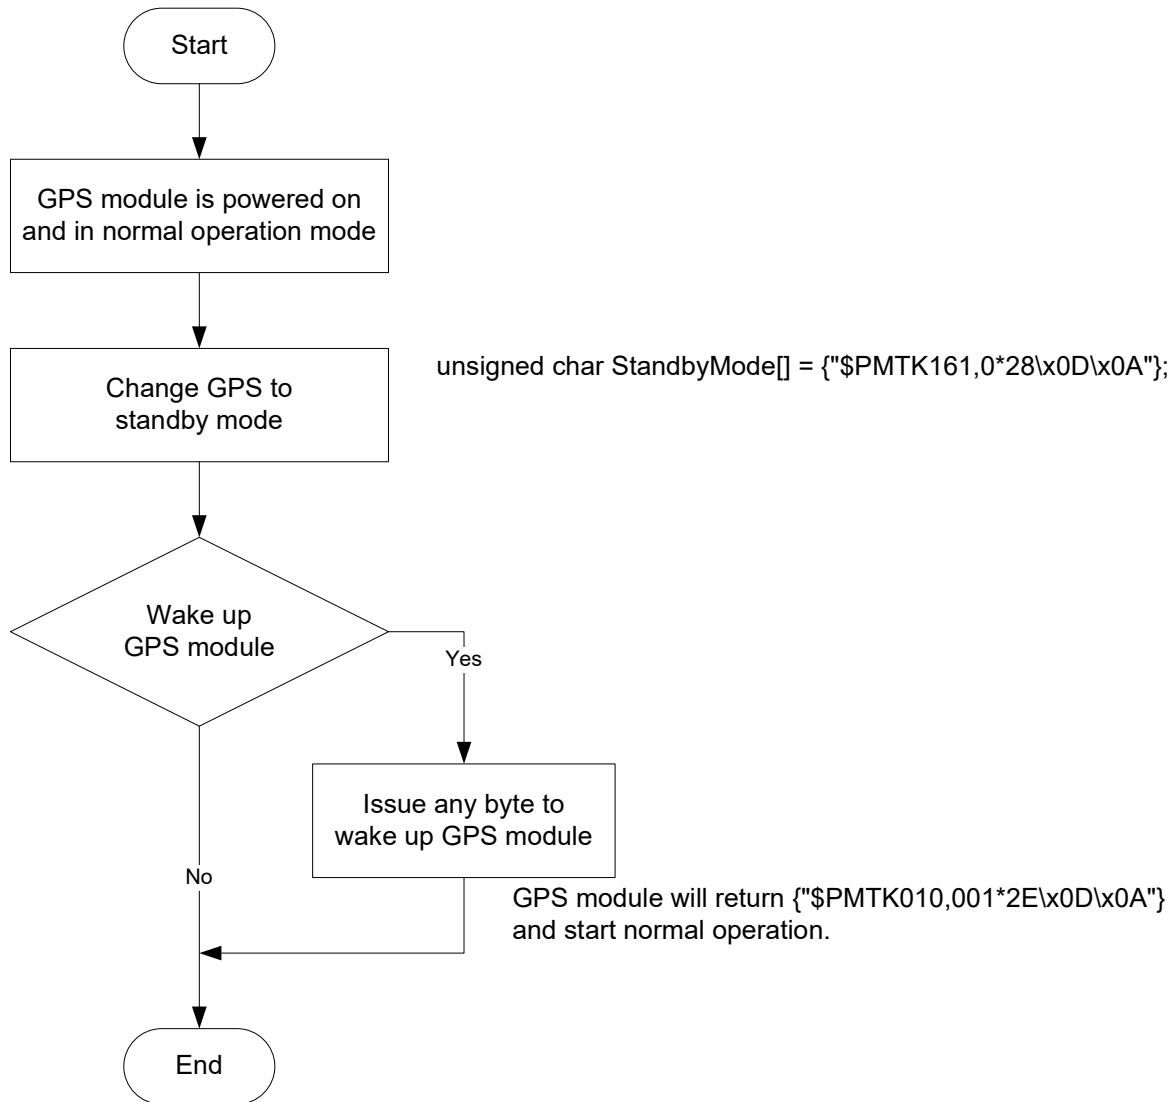 Start
GPS module is powered on
and in normal operation mode
Change GPS to
standby mode
unsigned char StandbyMode[] = {"$PMTK161,0*28\x0D\x0A"};
Wake up
GPS module
Yes
Issue any byte to
wake up GPS module
No
GPS module will return {"$PMTK010,001*2E\x0D\x0A"}
and start normal operation.
End